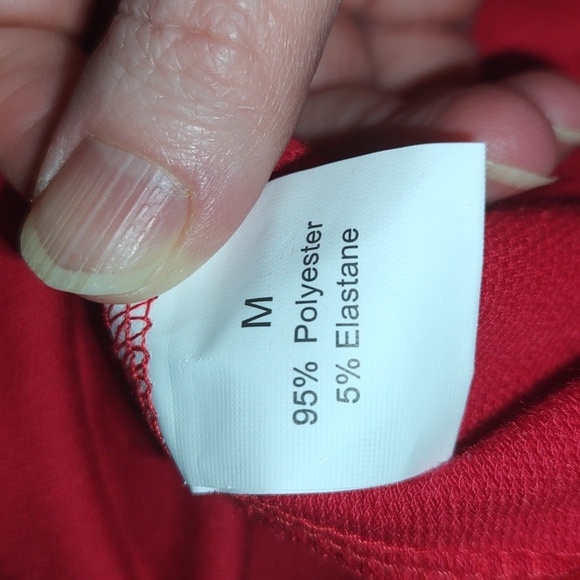 M
95% Polyester
5% Elastane